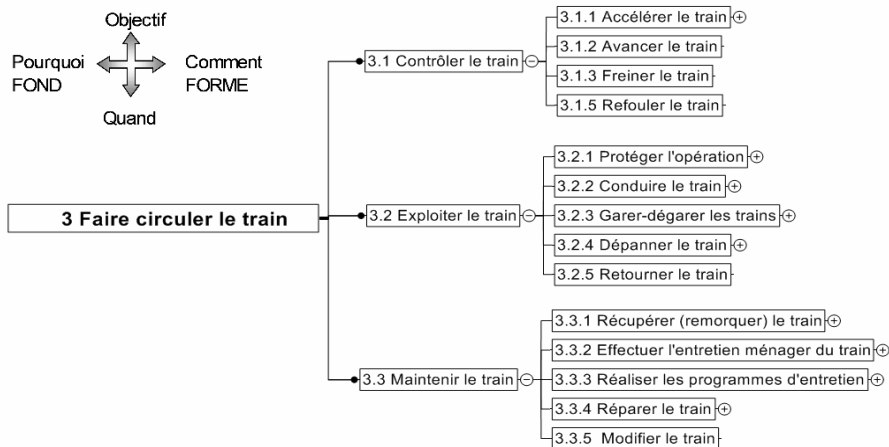 Objectif
Pourquoi
FOND
Comment
FORME
Quand
3 Faire circuler le train
3.1 Contrôler le train
3.1.1 Accélérer le train
3.1.2 Avancer le train
3.1.3 Freiner le train
3.1.5 Refouler le train
3.2 Exploiter le train
3.2.1 Protéger l'opération
3.2.2 Conduire le train
3.2.3 Garer-dégarer les trains
3.2.4 Dépanner le train
3.2.5 Retourner le train
3.3 Maintenir le train
3.3.1 Récupérer (remorquer) le train
3.3.2 Effectuer l'entretien ménager du train
3.3.3 Réaliser les programmes d'entretien
3.3.4 Réparer le train
3.3.5 Modifier le train